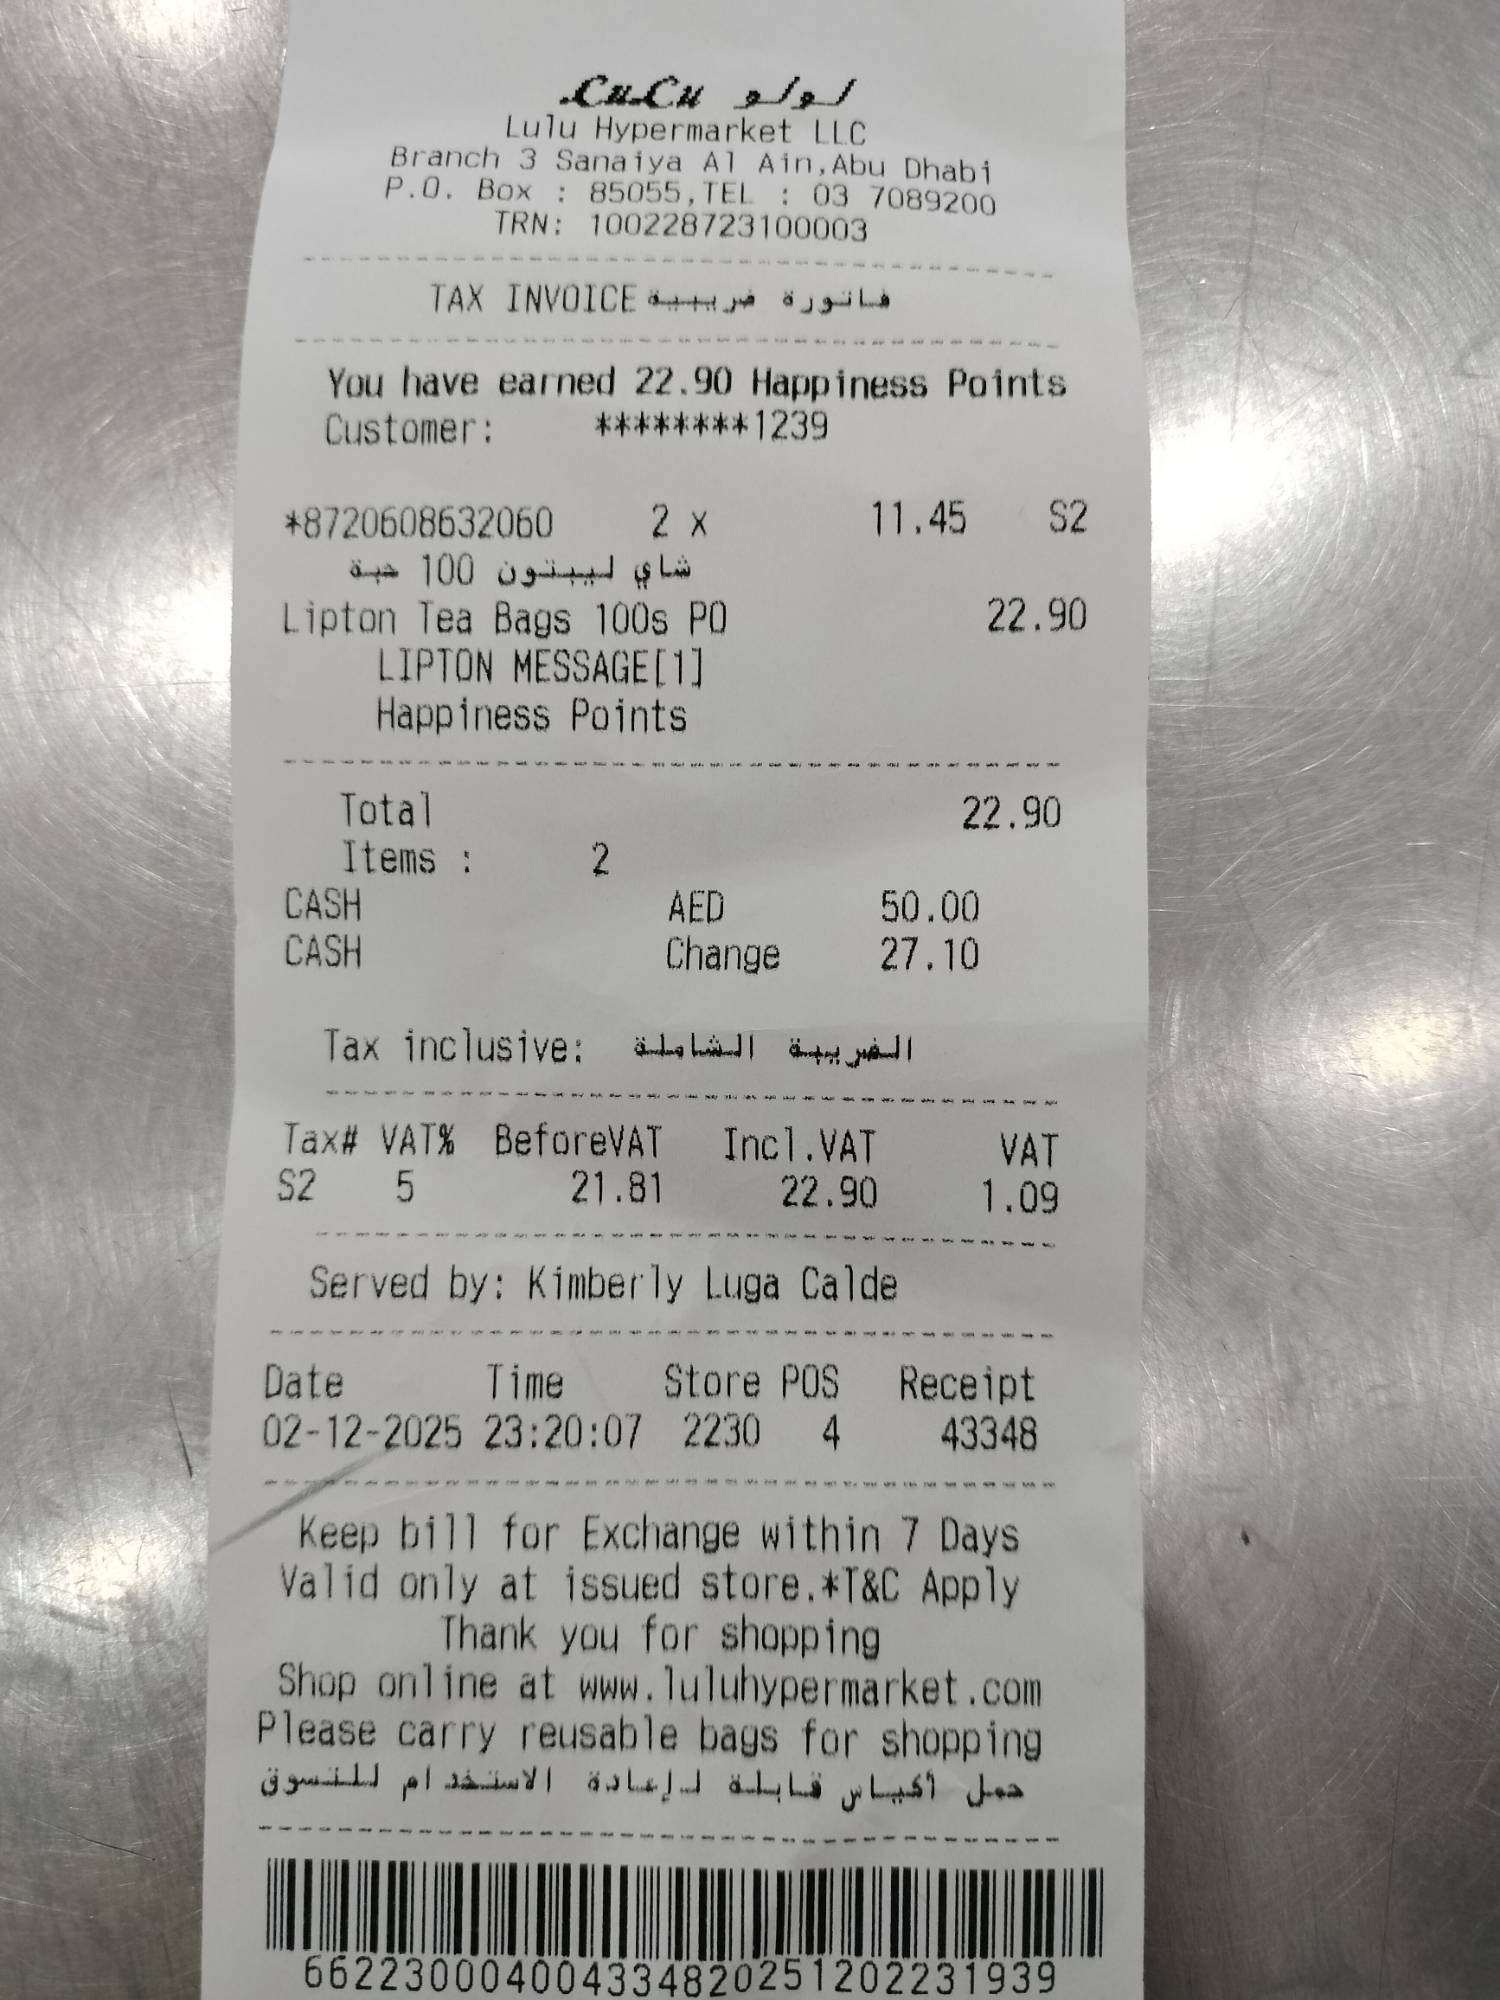 LuLu لولو
Lulu Hypermarket LLC
Branch 3 Sanaiya Al Ain,Abu Dhabi
P.O. Box : 85055,TEL : 03 7089200
TRN: 100228723100003
TAX INVOICE فاتورة ضريبية
You have earned 22.90 Happiness Points
Customer: ********1239
*8720608632060 2 x 11.45 S2
شاي ليبتون 100 حبة
Lipton Tea Bags 100s PO 22.90
LIPTON MESSAGE[1]
Happiness Points
Total 22.90
Items : 2
CASH AED 50.00
CASH Change 27.10
Tax inclusive: الضريبة الشاملة
Tax# VAT% BeforeVAT Incl.VAT VAT
S2 5 21.81 22.90 1.09
Served by: Kimberly Luga Calde
Date Time Store POS Receipt
02-12-2025 23:20:07 2230 4 43348
Keep bill for Exchange within 7 Days
Valid only at issued store.*T&C Apply
Thank you for shopping
Shop online at www.luluhypermarket.com
Please carry reusable bags for shopping
حمل أكياس قابلة لإعادة الاستخدام للتسوق
662230004004334820251202231939